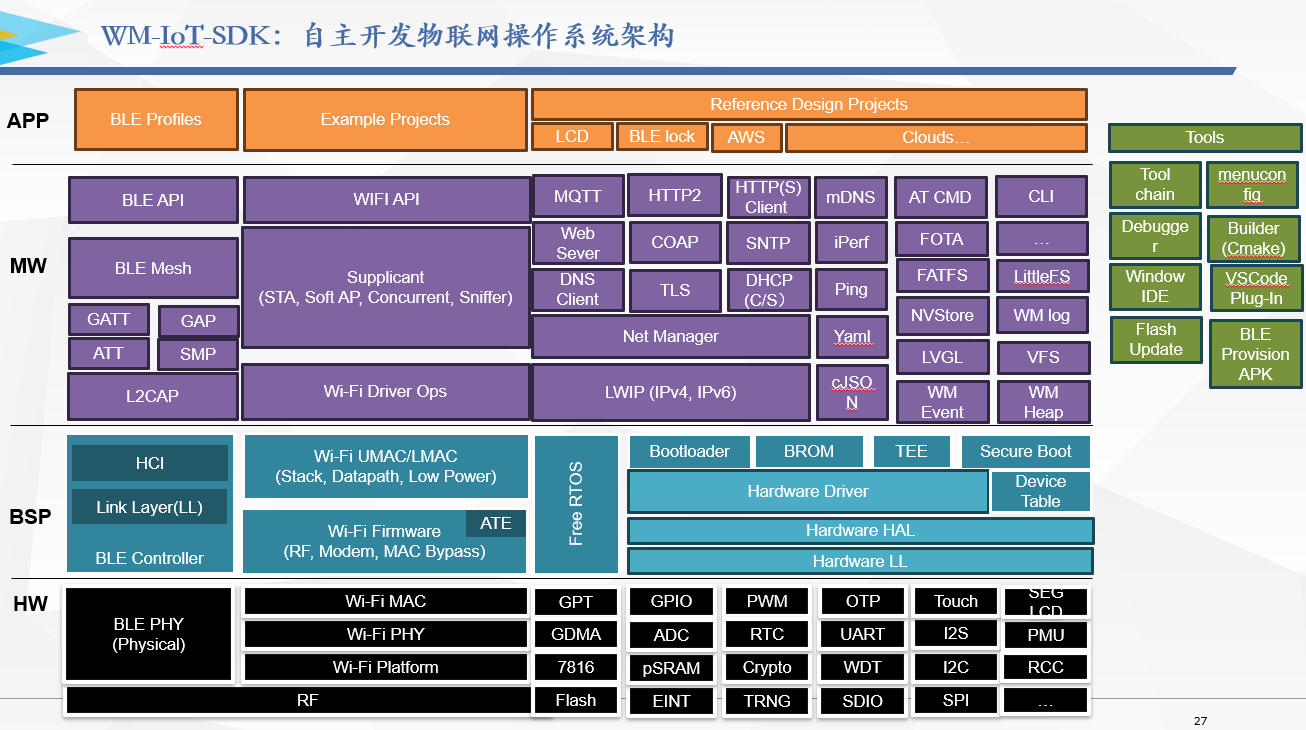 WM-IoT-SDK：自主开发物联网操作系统架构
APP
BLE Profiles
Example Projects
Reference Design Projects
LCD
BLE lock
AWS
Clouds…
MW
BLE API
WIFI API
MQTT
HTTP2
HTTP(S)
Client
mDNS
AT CMD
CLI
BLE Mesh
Supplicant
(STA, Soft AP, Concurrent, Sniffer)
Web
Sever
COAP
SNTP
iPerf
FOTA
…
DNS
Client
TLS
DHCP
(C/S）
Ping
FATFS
LittleFS
GATT
GAP
ATT
SMP
Net Manager
Yaml
NVStore
WM log
LVGL
VFS
L2CAP
Wi-Fi Driver Ops
LWIP (IPv4, IPv6)
cJSO
N
WM
Event
WM
Heap
BSP
HCI
Link Layer(LL)
BLE Controller
Wi-Fi UMAC/LMAC
(Stack, Datapath, Low Power)
ATE
Wi-Fi Firmware
(RF, Modem, MAC Bypass)
Free RTOS
Bootloader
BROM
TEE
Secure Boot
Hardware Driver
Device
Table
Hardware HAL
Hardware LL
HW
BLE PHY
(Physical)
Wi-Fi MAC
GPT
GPIO
PWM
OTP
Touch
SEG
LCD
Wi-Fi PHY
GDMA
ADC
RTC
UART
I2S
PMU
Wi-Fi Platform
7816
pSRAM
Crypto
WDT
I2C
RCC
RF
Flash
EINT
TRNG
SDIO
SPI
…
Tools
Tool
chain
menucon
fig
Debugge
r
Builder
(Cmake)
Window
IDE
VSCode
Plug-In
Flash
Update
BLE
Provision
APK
27